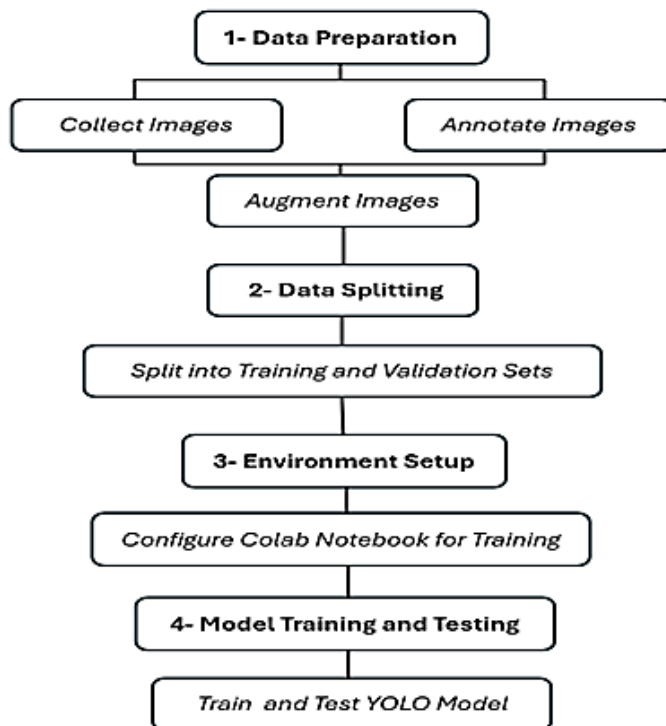 1- Data Preparation
Collect Images
Annotate Images
Augment Images
2- Data Splitting
Split into Training and Validation Sets
3- Environment Setup
Configure Colab Notebook for Training
4- Model Training and Testing
Train and Test YOLO Model